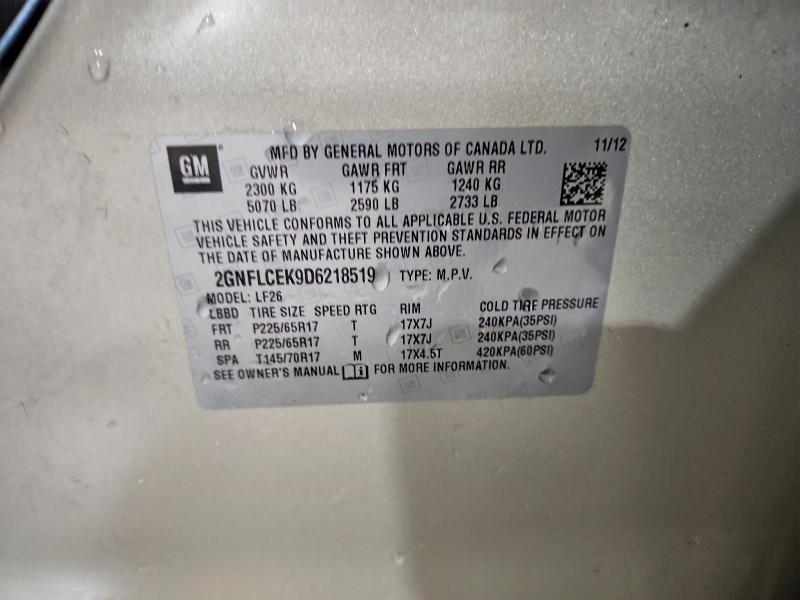 GM
MFD BY GENERAL MOTORS OF CANADA LTD. 11/12
GVWR GAWR FRT GAWR RR
2300 KG 1175 KG 1240 KG
5070 LB 2590 LB 2733 LB
THIS VEHICLE CONFORMS TO ALL APPLICABLE U.S. FEDERAL MOTOR
VEHICLE SAFETY AND THEFT PREVENTION STANDARDS IN EFFECT ON
THE DATE OF MANUFACTURE SHOWN ABOVE.
2GNFLCEK9D6218519 TYPE: M.P.V.
MODEL: LF26
LBBD TIRE SIZE SPEED RTG RIM COLD TIRE PRESSURE
FRT P225/65R17 T 17X7J 240KPA(35PSI)
RR P225/65R17 T 17X7J 240KPA(35PSI)
SPA T145/70R17 M 17X4.5T 420KPA(60PSI)
SEE OWNER'S MANUAL FOR MORE INFORMATION.